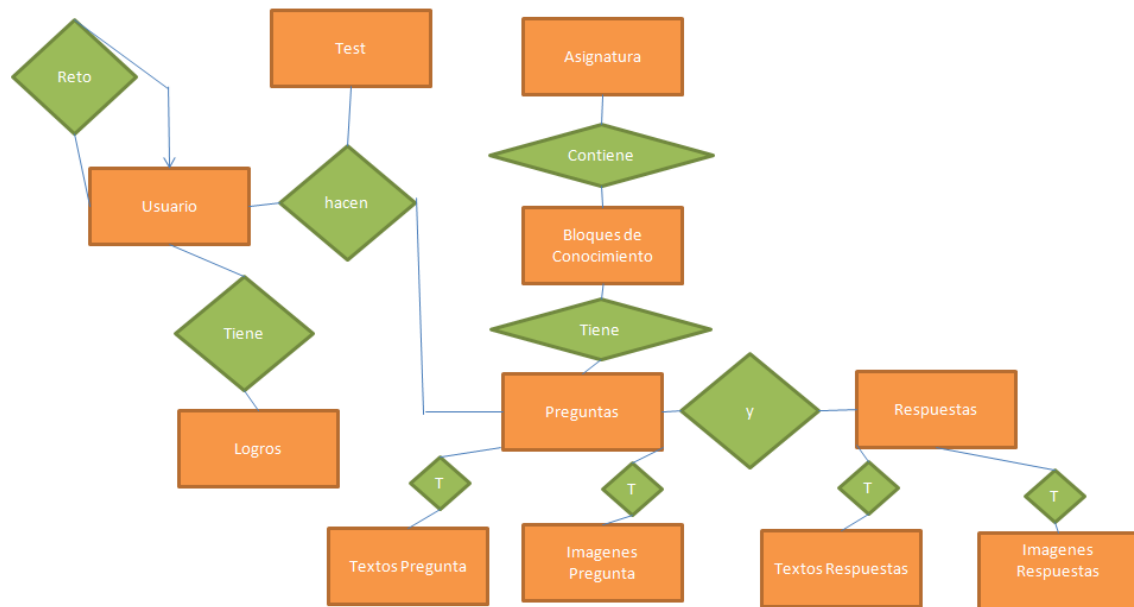 Test
Asignatura
Reto
Contiene
Usuario
hacen
Bloques de
Conocimiento
Tiene
Tiene
Preguntas
y
Respuestas
Logros
T
T
T
T
Textos Pregunta
Imagenes
Pregunta
Textos Respuestas
Imagenes
Respuestas